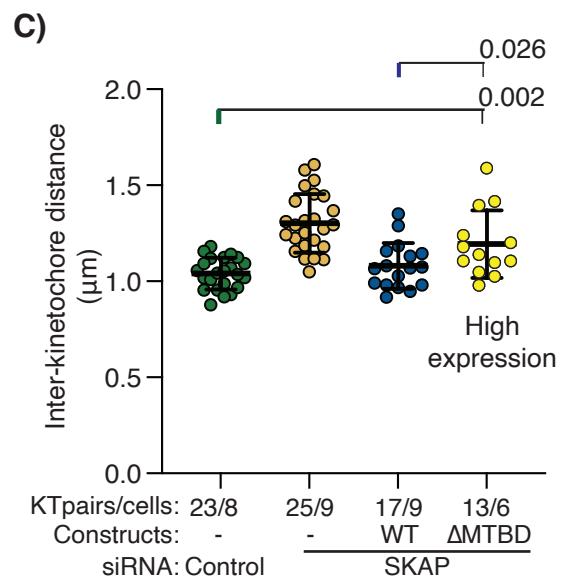 C)
0.026
0.002
2.0
1.5
1.0
0.5
0.0
Inter-kinetochore distance
(μm)
High
expression
KTpairs/cells: 23/8 25/9 17/9 13/6
Constructs: - - WT ΔMTBD
siRNA: Control SKAP